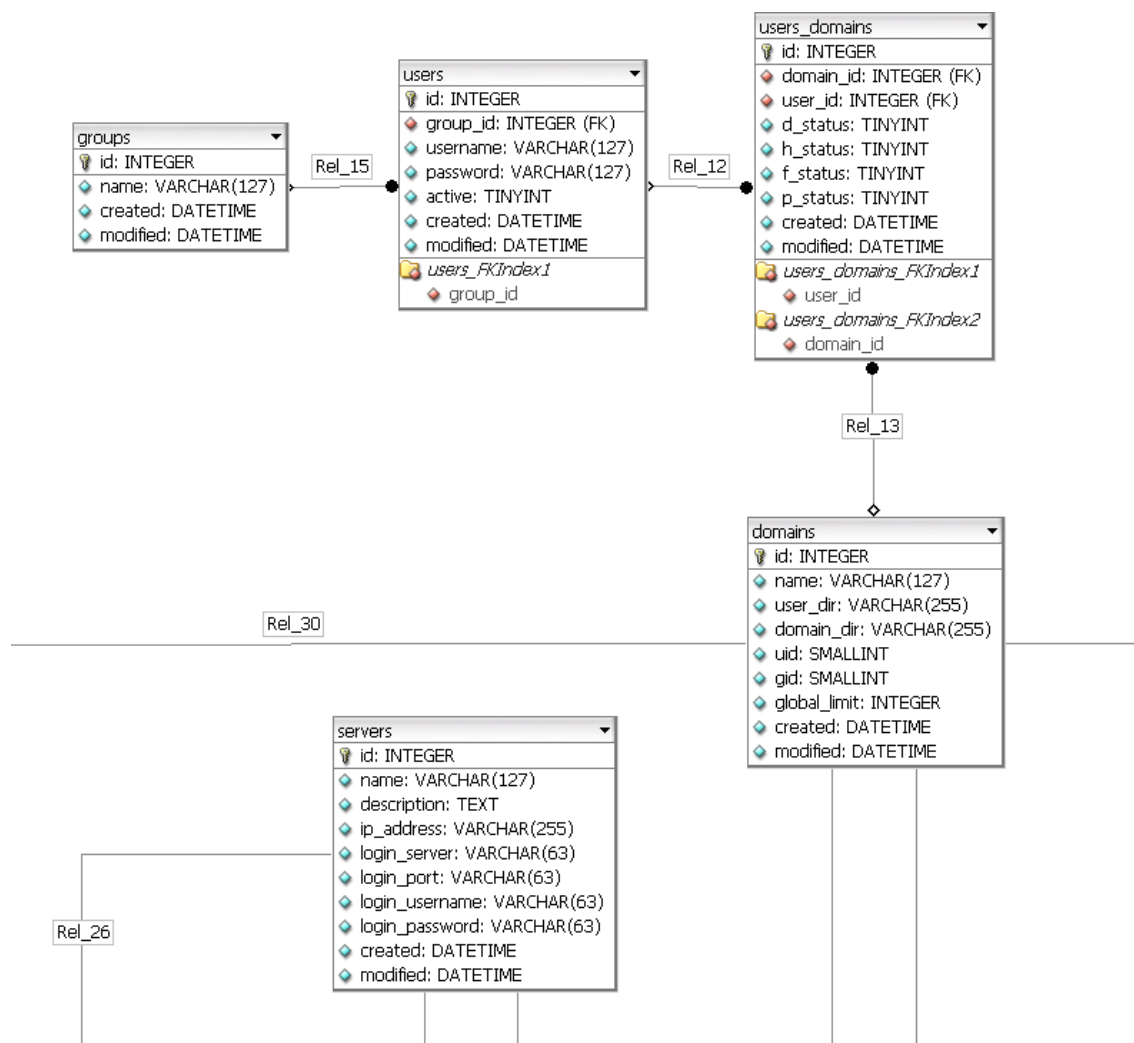 users_domains
id: INTEGER
domain_id: INTEGER (FK)
user_id: INTEGER (FK)
d_status: TINYINT
h_status: TINYINT
f_status: TINYINT
p_status: TINYINT
created: DATETIME
modified: DATETIME
users_domains_FKIndex1
user_id
users_domains_FKIndex2
domain_id
users
id: INTEGER
group_id: INTEGER (FK)
username: VARCHAR(127)
password: VARCHAR(127)
active: TINYINT
created: DATETIME
modified: DATETIME
users_FKIndex1
group_id
groups
id: INTEGER
name: VARCHAR(127)
created: DATETIME
modified: DATETIME
Rel_15
Rel_12
Rel_13
domains
id: INTEGER
name: VARCHAR(127)
user_dir: VARCHAR(255)
domain_dir: VARCHAR(255)
uid: SMALLINT
gid: SMALLINT
global_limit: INTEGER
created: DATETIME
modified: DATETIME
Rel_30
servers
id: INTEGER
name: VARCHAR(127)
description: TEXT
ip_address: VARCHAR(255)
login_server: VARCHAR(63)
login_port: VARCHAR(63)
login_username: VARCHAR(63)
login_password: VARCHAR(63)
created: DATETIME
modified: DATETIME
Rel_26